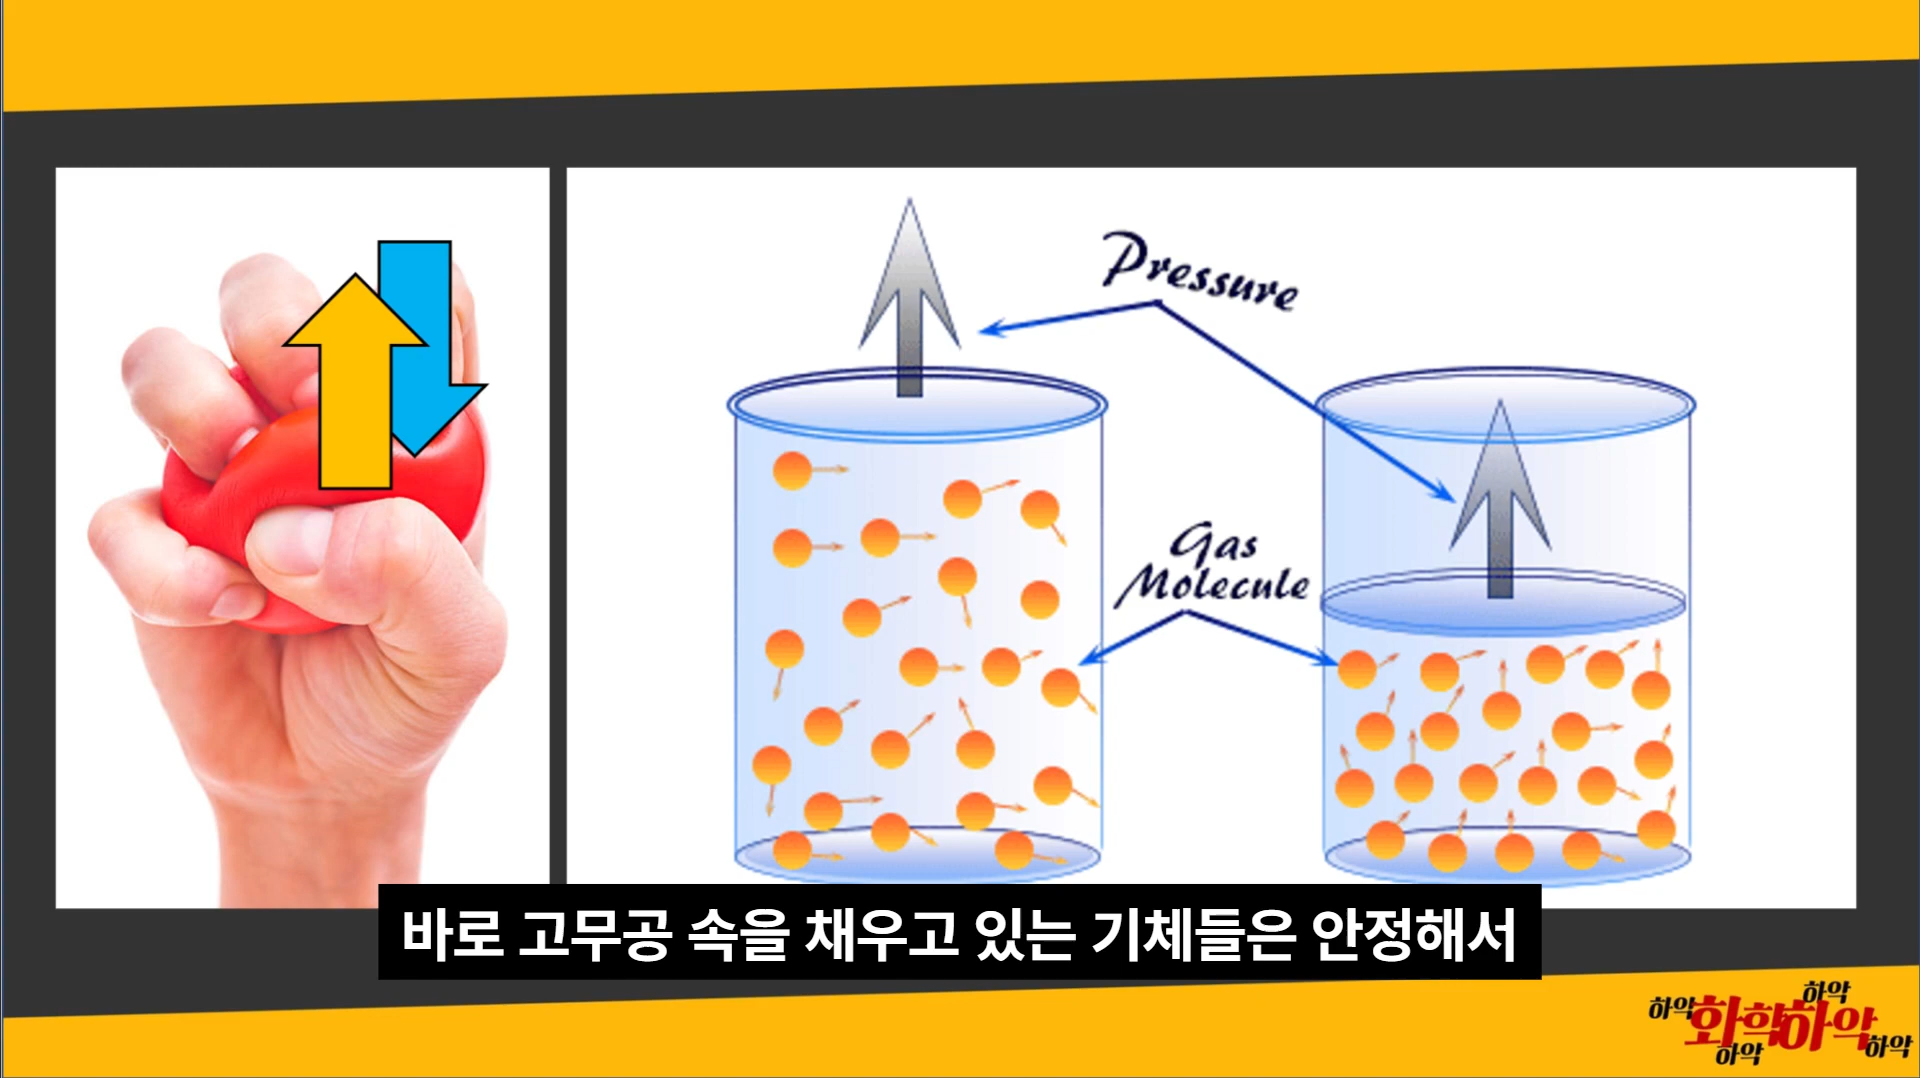 Pressure
Gas
Molecule
바로 고무공 속을 채우고 있는 기체들은 안정해서
하악
하악
화학하악
하악
하악